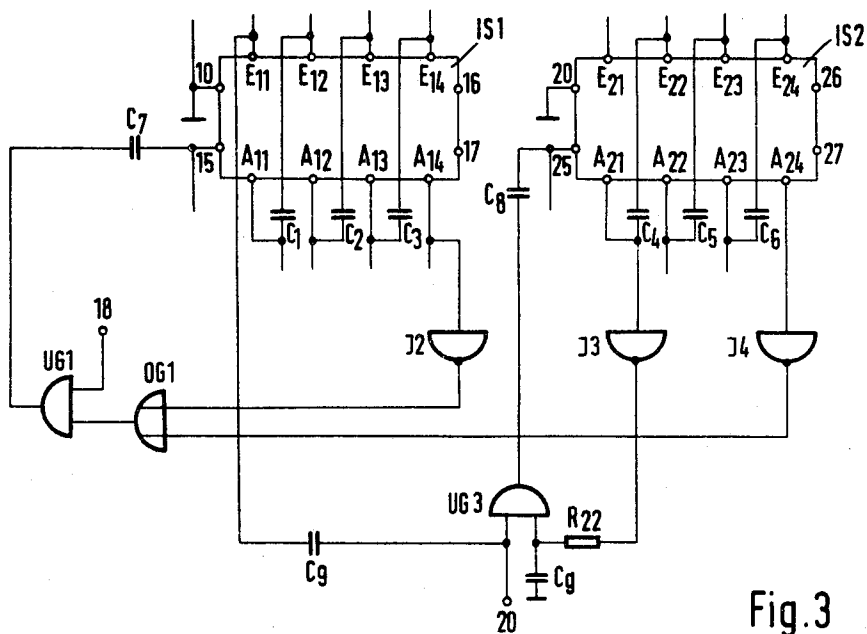 IS1
IS2
10
E11
E12
E13
E14
16
20
E21
E22
E23
E24
26
C7
15
A11
A12
A13
A14
17
25
A21
A22
A23
A24
27
C8
C1
C2
C3
C4
C5
C6
18
J2
J3
J4
UG1
OG1
UG3
R22
C9
C9
20
Fig.3